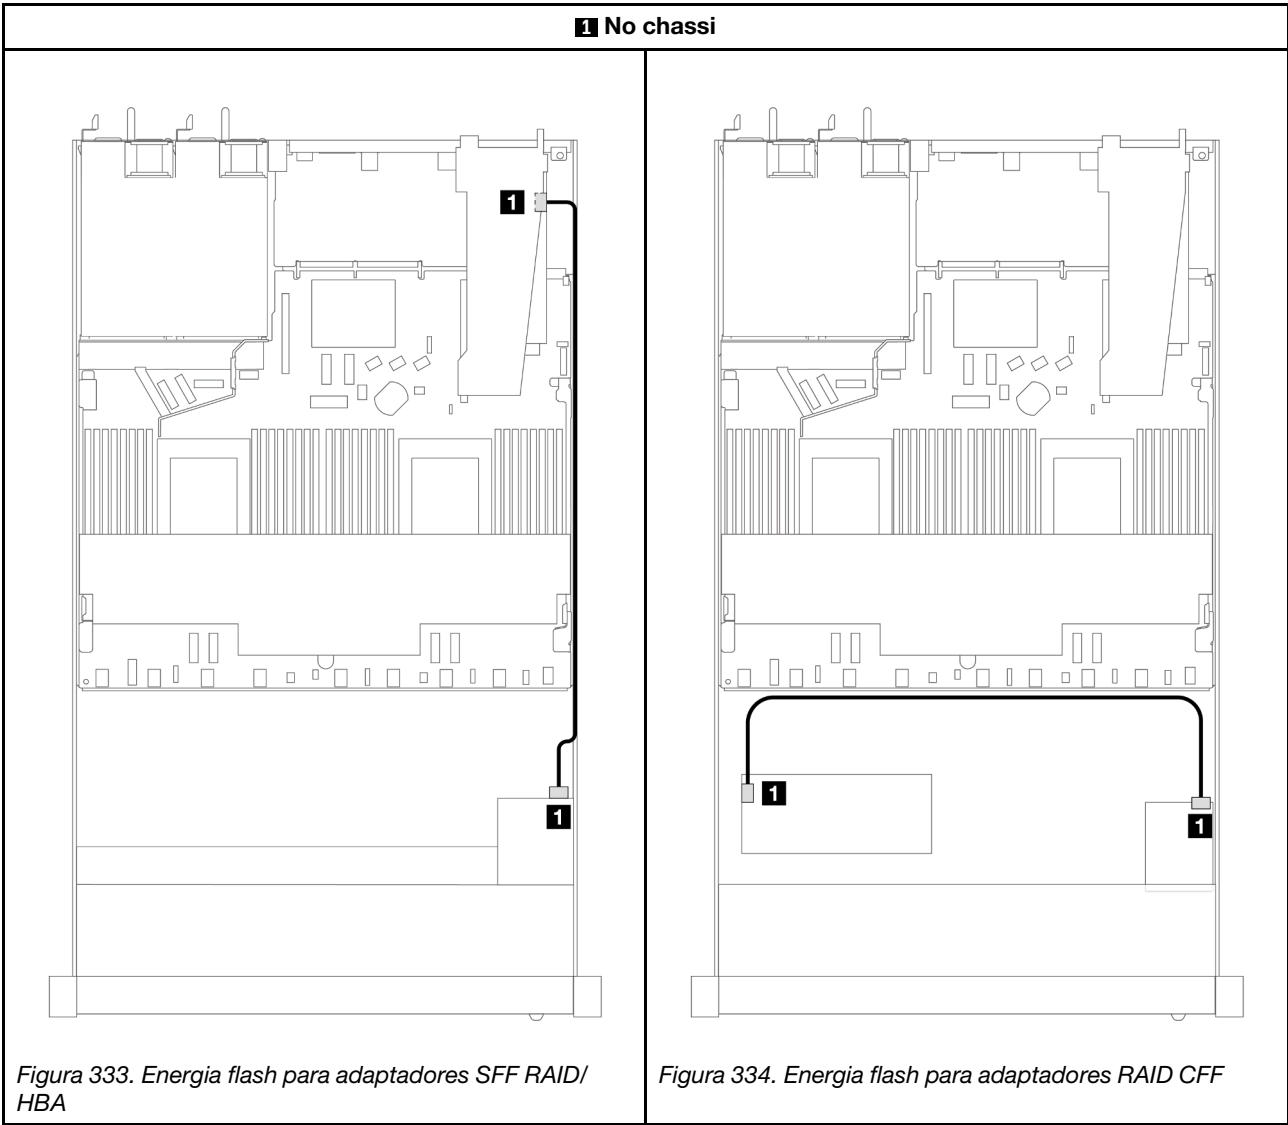 1 No chassi
1
1
Figura 333. Energia flash para adaptadores SFF RAID/
HBA
1
1
Figura 334. Energia flash para adaptadores RAID CFF